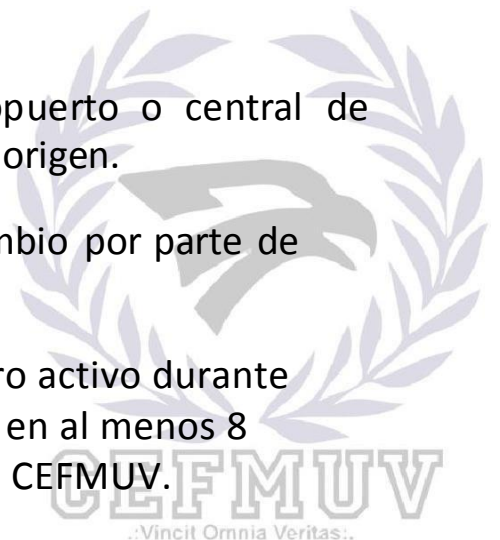 opuerto o central de
origen.
mbio por parte de
ro activo durante
en al menos 8
CEFMUV.
CEFMUV
.:Vincit Omnia Veritas:.